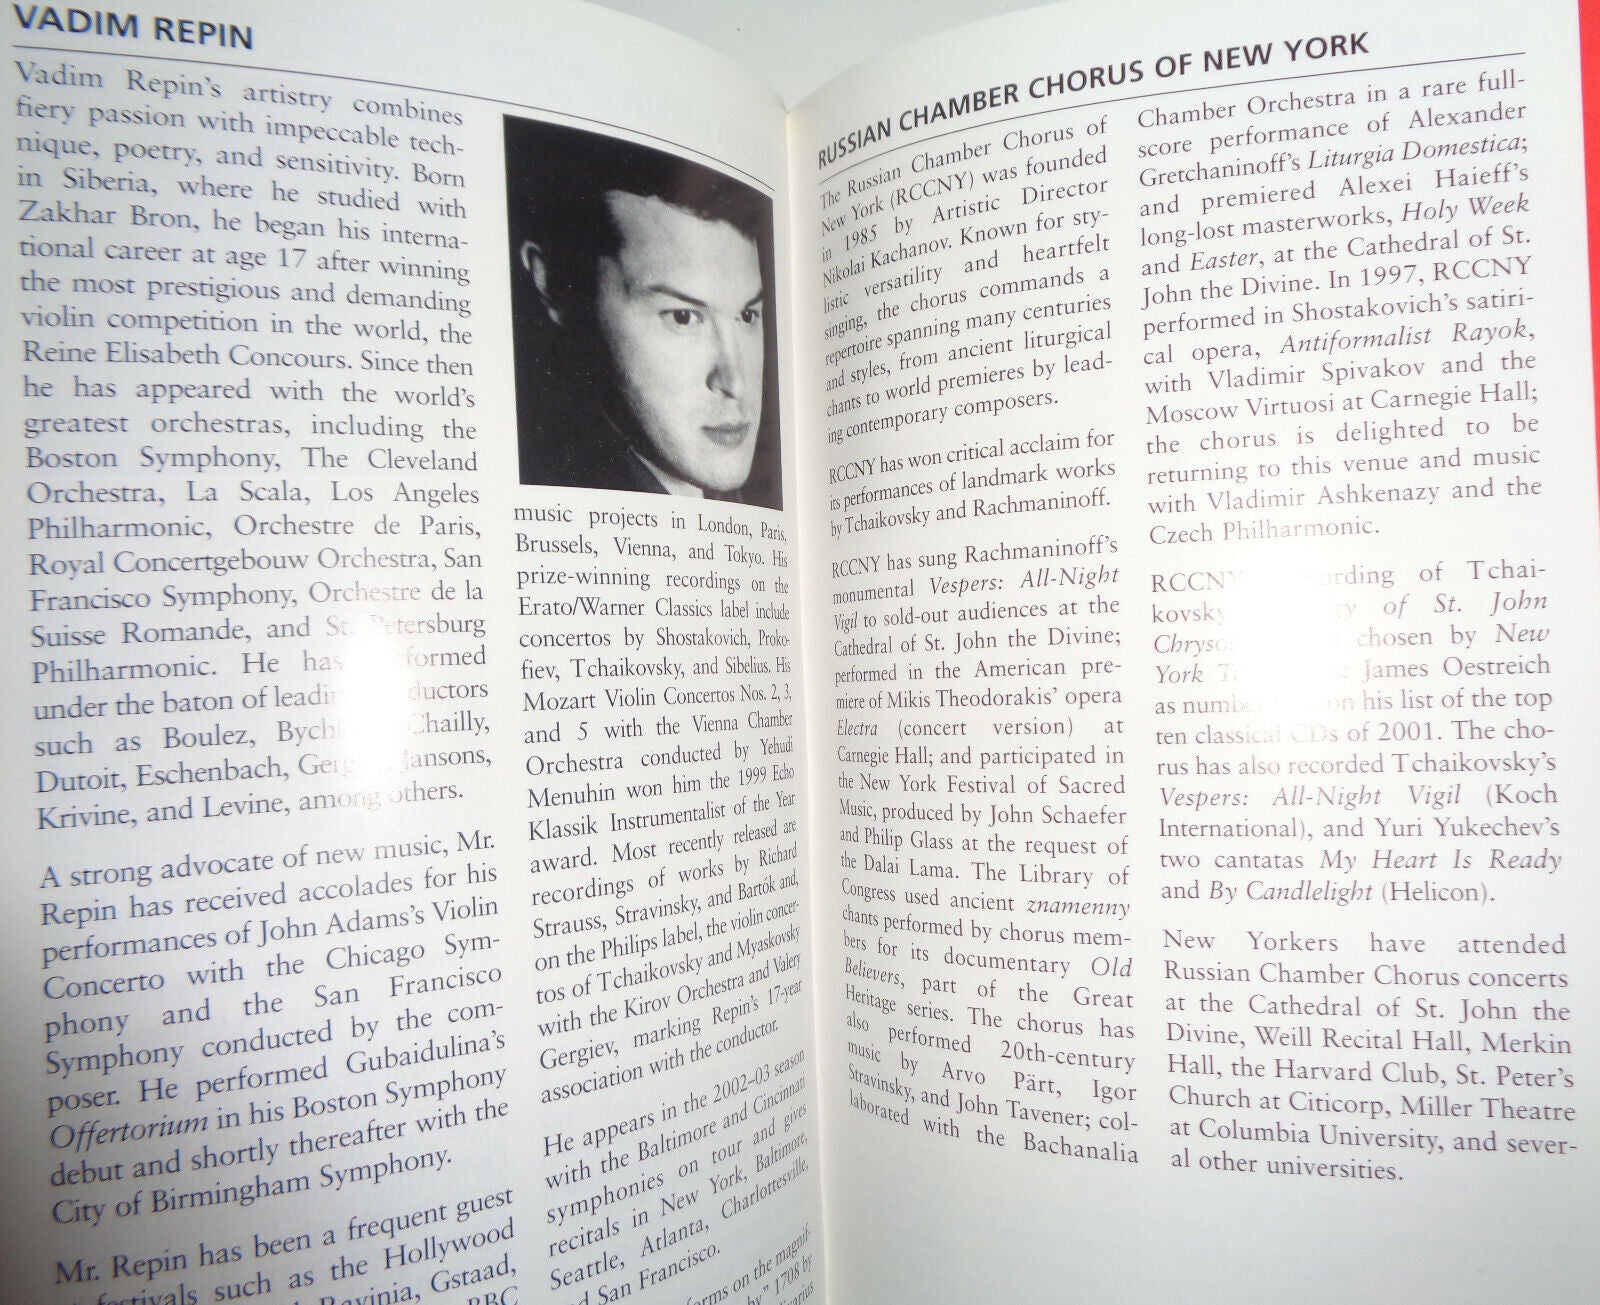 VADIM REPIN
Vadim Repin's artistry combines
fiery passion with impeccable tech-
nique, poetry, and sensitivity. Born
in Siberia, where he studied with
Zakhar Bron, he began his interna-
tional career at age 17 after winning
the most prestigious and demanding
violin competition in the world, the
Reine Elisabeth Concours. Since then
he has appeared with the world's
greatest orchestras, including the
Boston Symphony, The Cleveland
Orchestra, La Scala, Los Angeles
Philharmonic, Orchestre de Paris,
Royal Concertgebouw Orchestra, San
Francisco Symphony, Orchestre de la
Suisse Romande, and St. Petersburg
Philharmonic. He has performed
under the baton of leading conductors
such as Boulez, Chailly,
Dutoit, Eschenbach, Jansons,
Krivine, and Levine, among others.
A strong advocate of new music, Mr.
Repin has received accolades for his
performances of John Adams's Violin
Concerto with the Chicago Sym-
phony and the San Francisco
Symphony conducted by the com-
poser. He performed Gubaidulina's
Offertorium in his Boston Symphony
debut and shortly thereafter with the
City of Birmingham Symphony.
Mr. Repin has been a frequent guest
festivals such as the Hollywood
Ravinia, Gstaad,
BBC
music projects in London, Paris,
Brussels, Vienna, and Tokyo. His
prize-winning recordings on the
Erato/Warner Classics label include
concertos by Shostakovich, Proko-
fiev, Tchaikovsky, and Sibelius. His
Mozart Violin Concertos Nos. 2, 3,
and 5 with the Vienna Chamber
Orchestra conducted by Yehudi
Menuhin won him the 1999 Echo
Klassik Instrumentalist of the Year
award. Most recently released are
recordings of works by Richard
Strauss, Stravinsky, and Bartók and,
on the Philips label, the violin concer-
tos of Tchaikovsky and Myaskovsky
with the Kirov Orchestra and Valery
Gergiev, marking Repin's 17-year
association with the conductor.
He appears in the 2002–03 season
with the Baltimore and Cincinnati
symphonies on tour and gives
recitals in New York, Baltimore,
Seattle, Atlanta, Charlottesville,
San Francisco.
on the magnif-
1708 by
RUSSIAN CHAMBER CHORUS OF NEW YORK
The Russian Chamber Chorus of
New York (RCCNY) was founded
in 1985 by Artistic Director
Nikolai Kachanov. Known for sty-
listic versatility and heartfelt
singing, the chorus commands a
repertoire spanning many centuries
and styles, from ancient liturgical
chants to world premieres by lead-
ing contemporary composers.
RCCNY has won critical acclaim for
its performances of landmark works
by Tchaikovsky and Rachmaninoff.
RCCNY has sung Rachmaninoff's
monumental Vespers: All-Night
Vigil to sold-out audiences at the
Cathedral of St. John the Divine;
performed in the American pre-
miere of Mikis Theodorakis' opera
Electra (concert version) at
Carnegie Hall; and participated in
the New York Festival of Sacred
Music, produced by John Schaefer
and Philip Glass at the request of
the Dalai Lama. The Library of
Congress used ancient znamenny
chants performed by chorus mem-
bers for its documentary Old
Believers, part of the Great
Heritage series. The chorus has
also performed 20th-century
music by Arvo Pärt, Igor
Stravinsky, and John Tavener; col-
laborated with the Bachanalia
Chamber Orchestra in a rare full-
score performance of Alexander
Gretchaninoff's Liturgia Domestica;
and premiered Alexei Haieff's
long-lost masterworks, Holy Week
and Easter, at the Cathedral of St.
John the Divine. In 1997, RCCNY
performed in Shostakovich's satiri-
cal opera, Antiformalist Rayok,
with Vladimir Spivakov and the
Moscow Virtuosi at Carnegie Hall;
the chorus is delighted to be
returning to this venue and music
with Vladimir Ashkenazy and the
Czech Philharmonic.
RCCNY recording of Tchai-
kovsky of St. John
chosen by New
York James Oestreich
as number on his list of the top
ten classical CDs of 2001. The cho-
rus has also recorded Tchaikovsky's
Vespers: All-Night Vigil (Koch
International), and Yuri Yukechev's
two cantatas My Heart Is Ready
and By Candlelight (Helicon).
New Yorkers have attended
Russian Chamber Chorus concerts
at the Cathedral of St. John the
Divine, Weill Recital Hall, Merkin
Hall, the Harvard Club, St. Peter's
Church at Citicorp, Miller Theatre
at Columbia University, and sever-
al other universities.